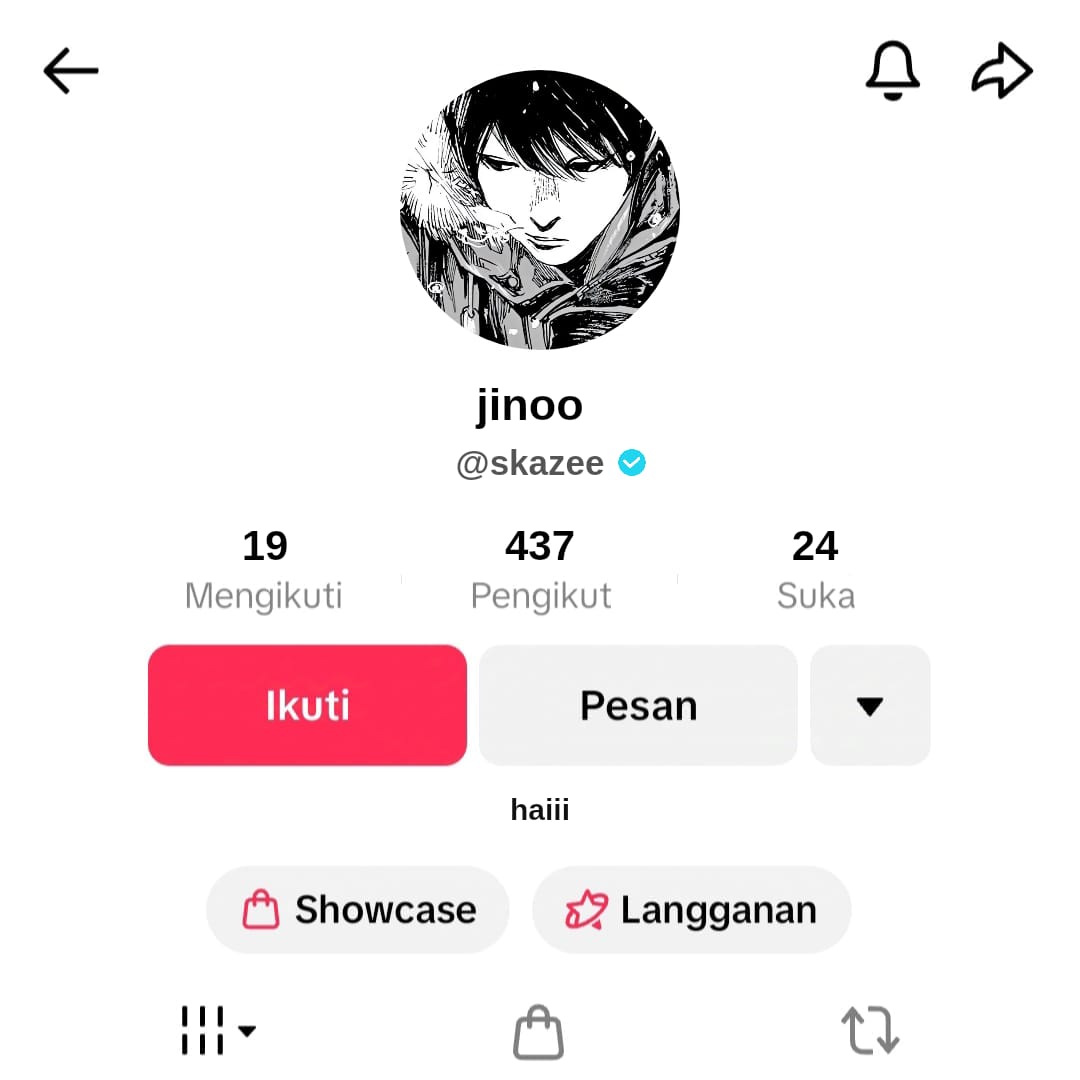 jinoo
@skazee
19 437 24
Mengikuti Pengikut Suka
Ikuti Pesan
haiii
Showcase Langganan